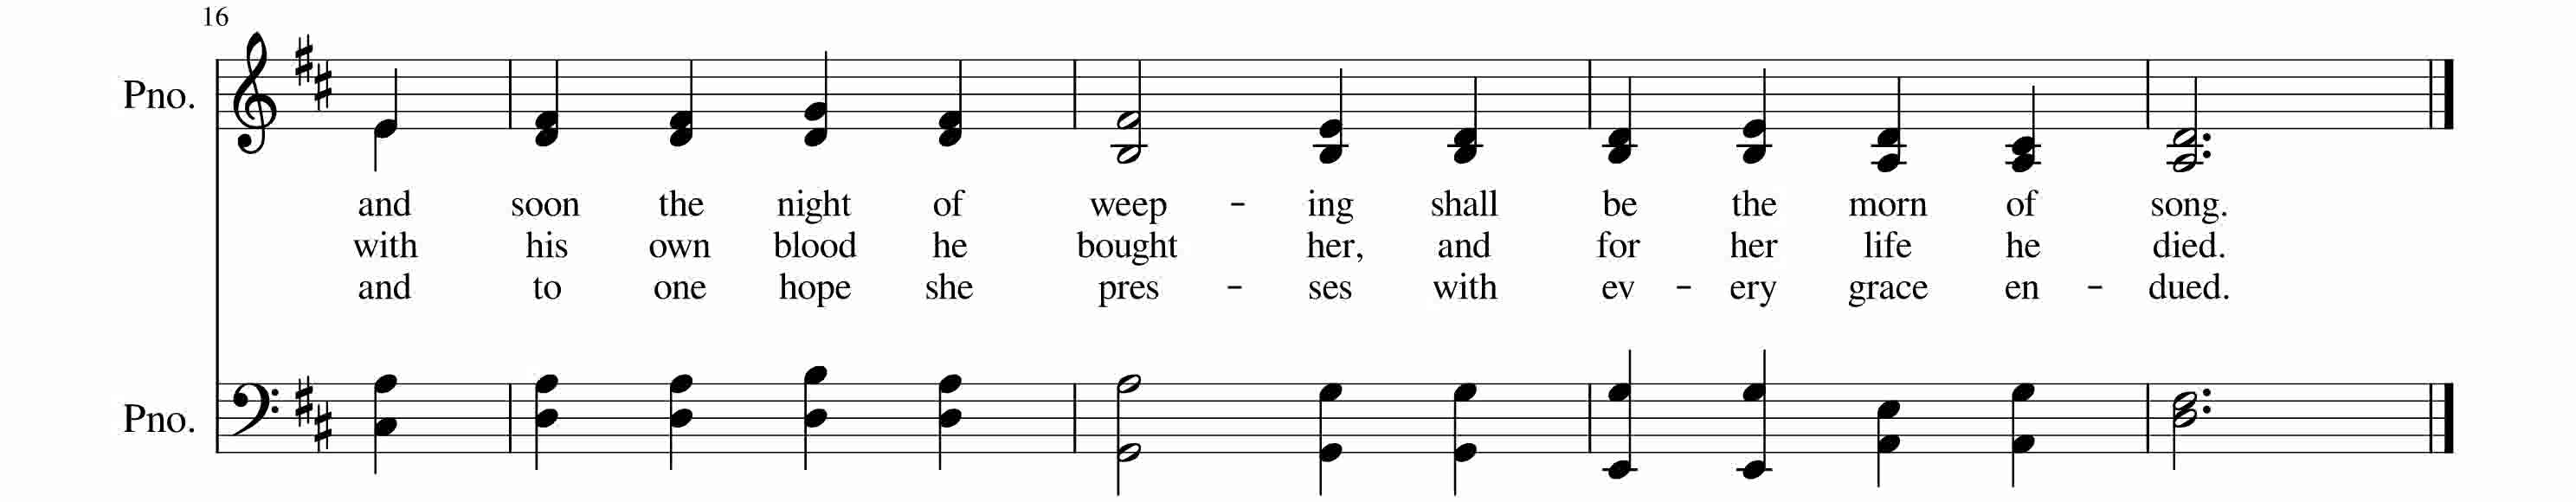 16
Pno.
and soon the night of weep - ing shall be the morn of song.
with his own blood he bought her, and for her life he died.
and to one hope she pres - ses with ev - ery grace en - dued.
Pno.